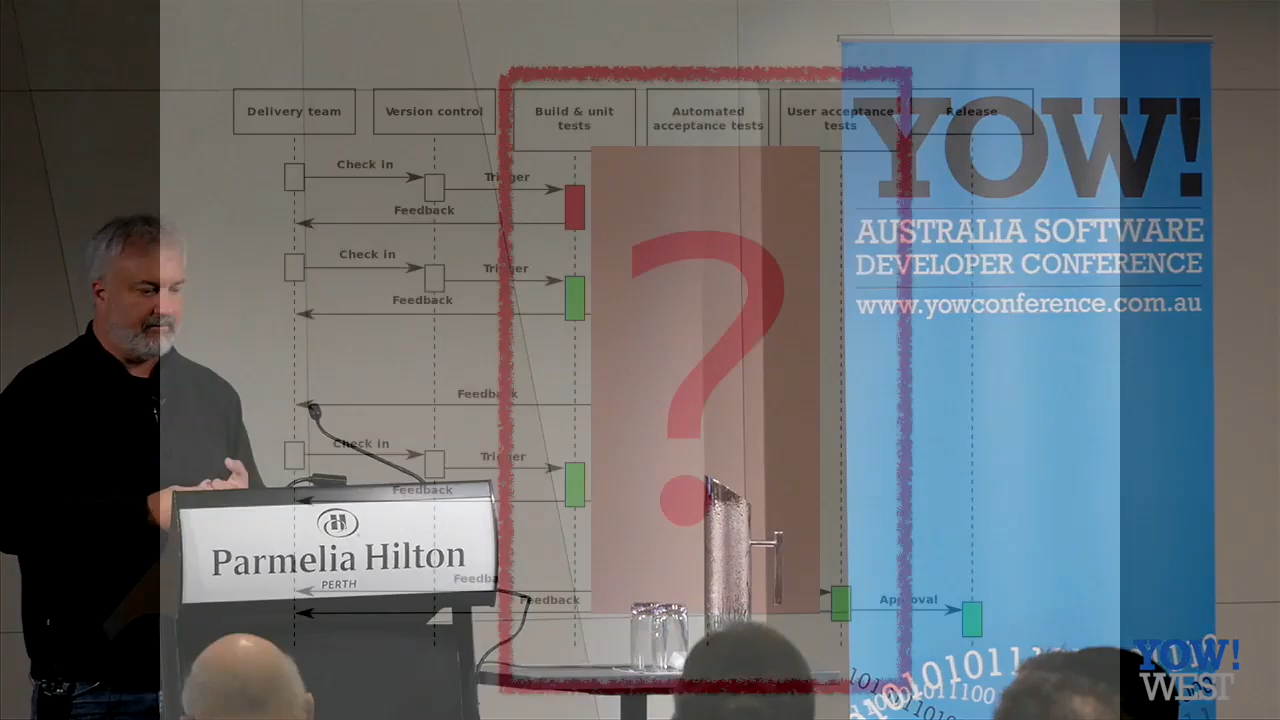 Delivery team
Version control
Build & unit
tests
Automated
acceptance tests
User acceptance
tests
Release
Check in
Trigger
Feedback
Check in
Trigger
Feedback
Feedback
Check in
Trigger
Feedback
Feedback
Feedback
Approval
?
YOW!
AUSTRALIA SOFTWARE
DEVELOPER CONFERENCE
www.yowconference.com.au
H
Parmelia Hilton
PERTH
YOW!
WEST